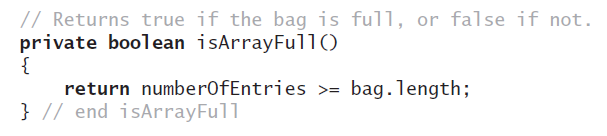 // Returns true if the bag is full, or false if not.
private boolean isArrayFull()
{
    return numberOfEntries >= bag.length;
} // end isArrayFull